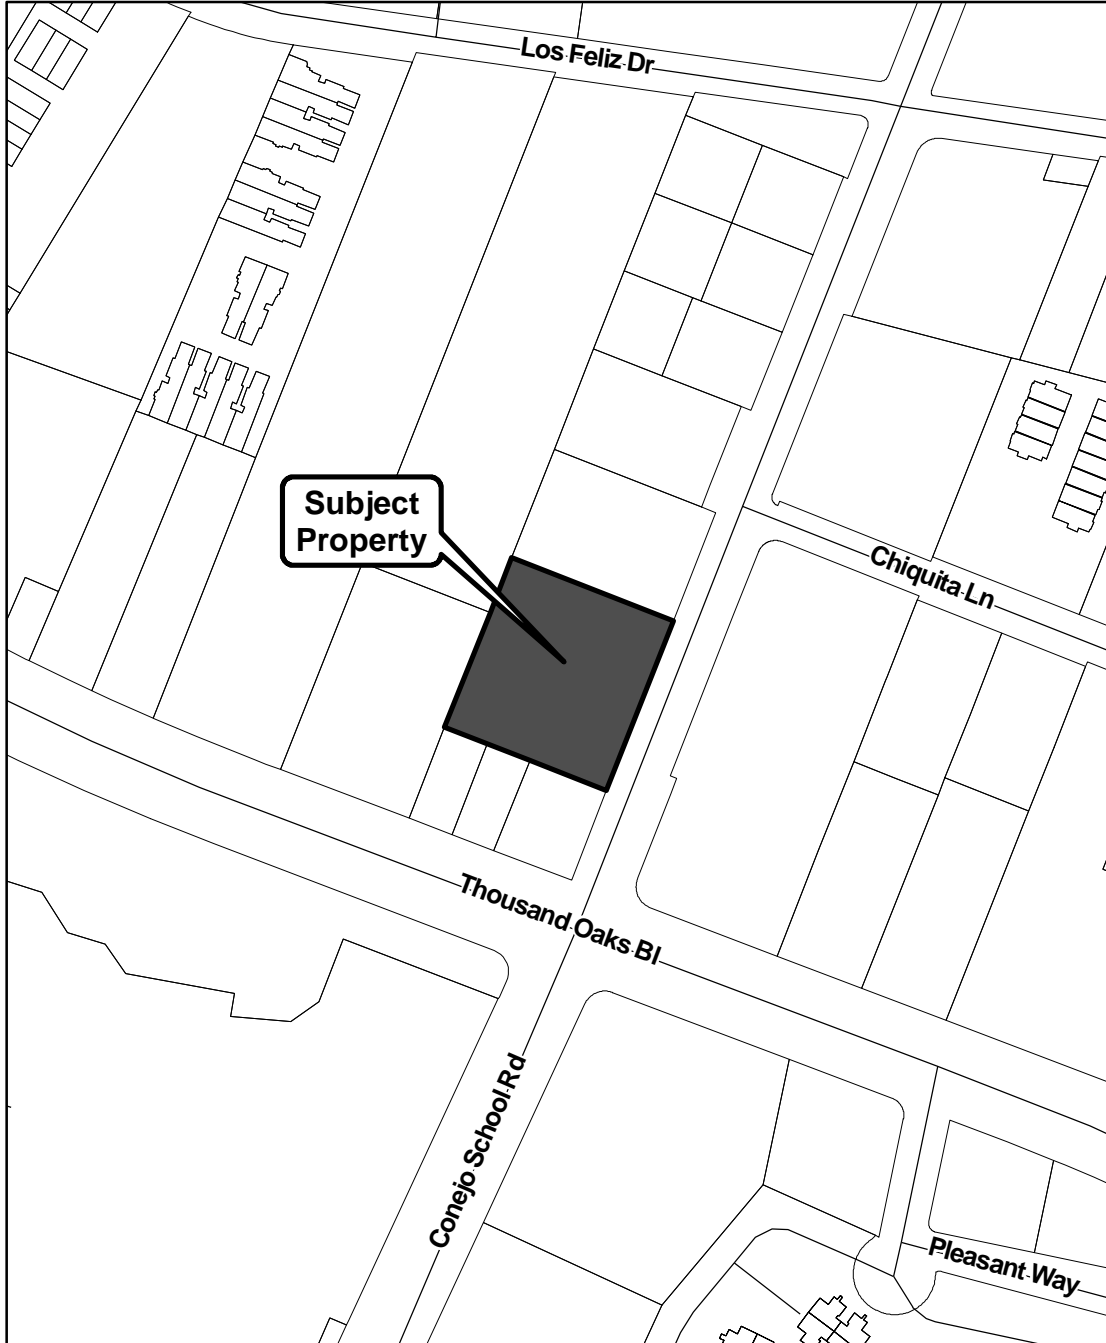 Los Feliz Dr
Subject
Property
Chiquita Ln
Thousand Oaks Bl
Conejo School Rd
Pleasant Way